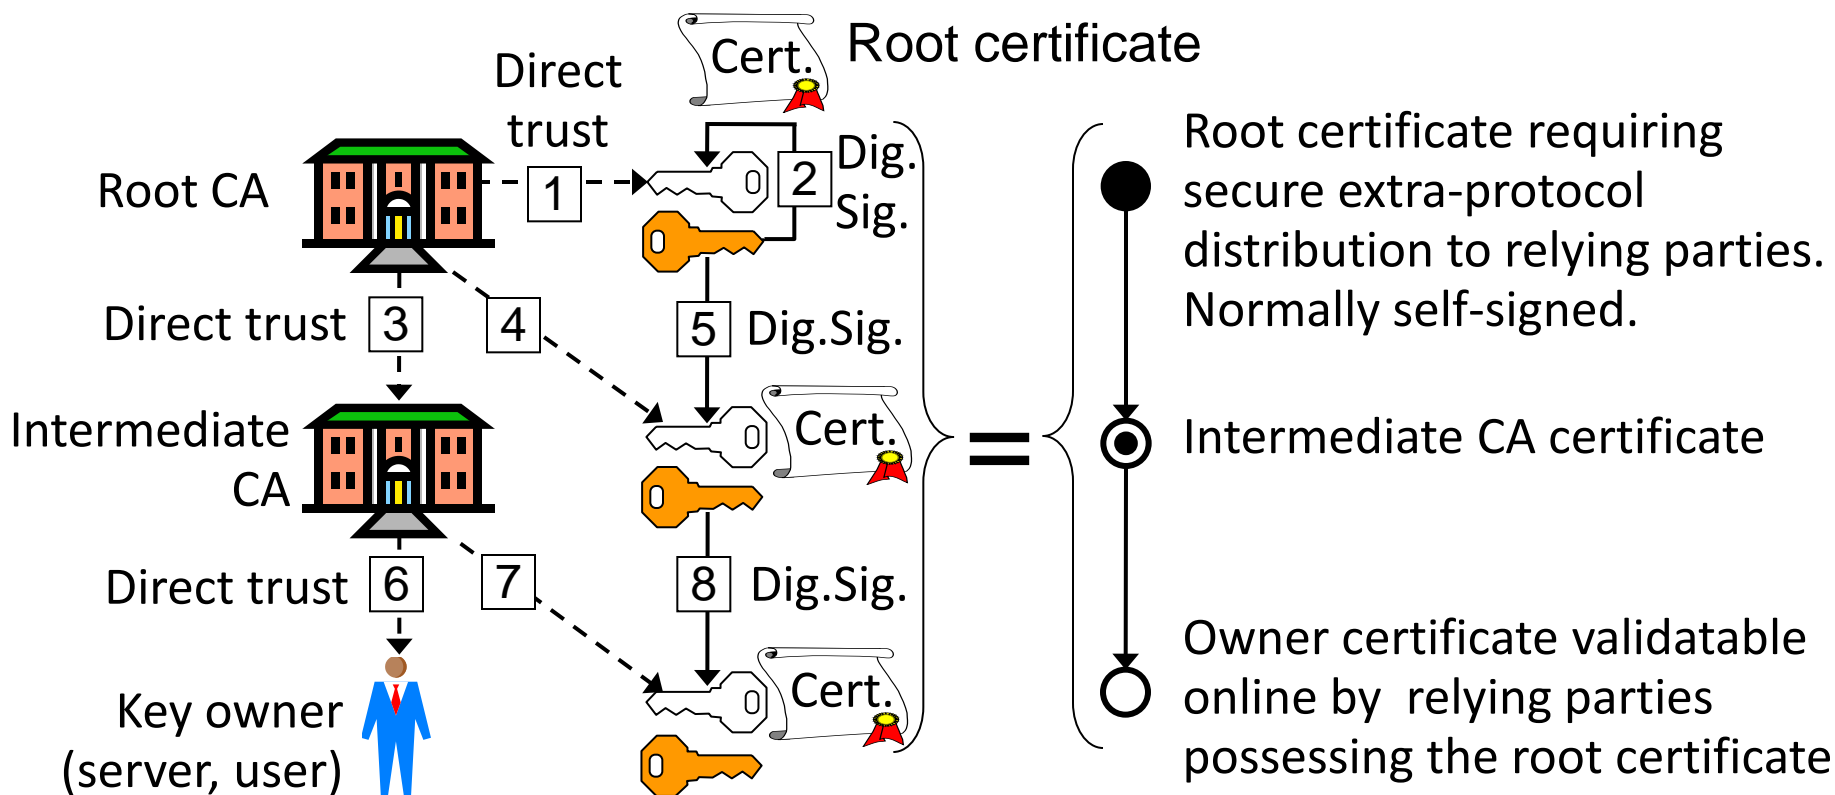 Cert.
Root certificate
Direct
trust
Root CA
1
2
Dig.
Sig.
Direct trust
3
4
5
Dig.Sig.
Intermediate
CA
Cert.
Direct trust
6
7
8
Dig.Sig.
Key owner
(server, user)
Cert.
=
Root certificate requiring
secure extra-protocol
distribution to relying parties.
Normally self-signed.
Intermediate CA certificate
Owner certificate validatable
online by  relying parties
possessing the root certificate